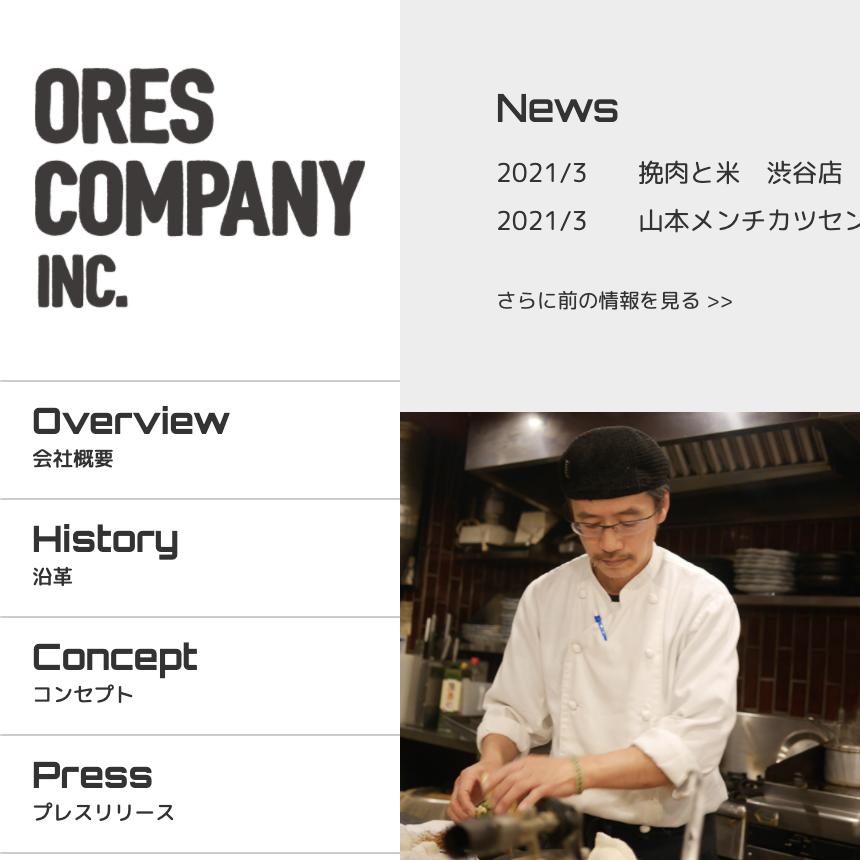 ORES
COMPANY
INC.
Overview
会社概要
History
沿革
Concept
コンセプト
Press
プレスリリース
News
2021/3 挽肉と米 渋谷店
2021/3 山本メンチカツセン
さらに前の情報を見る >>